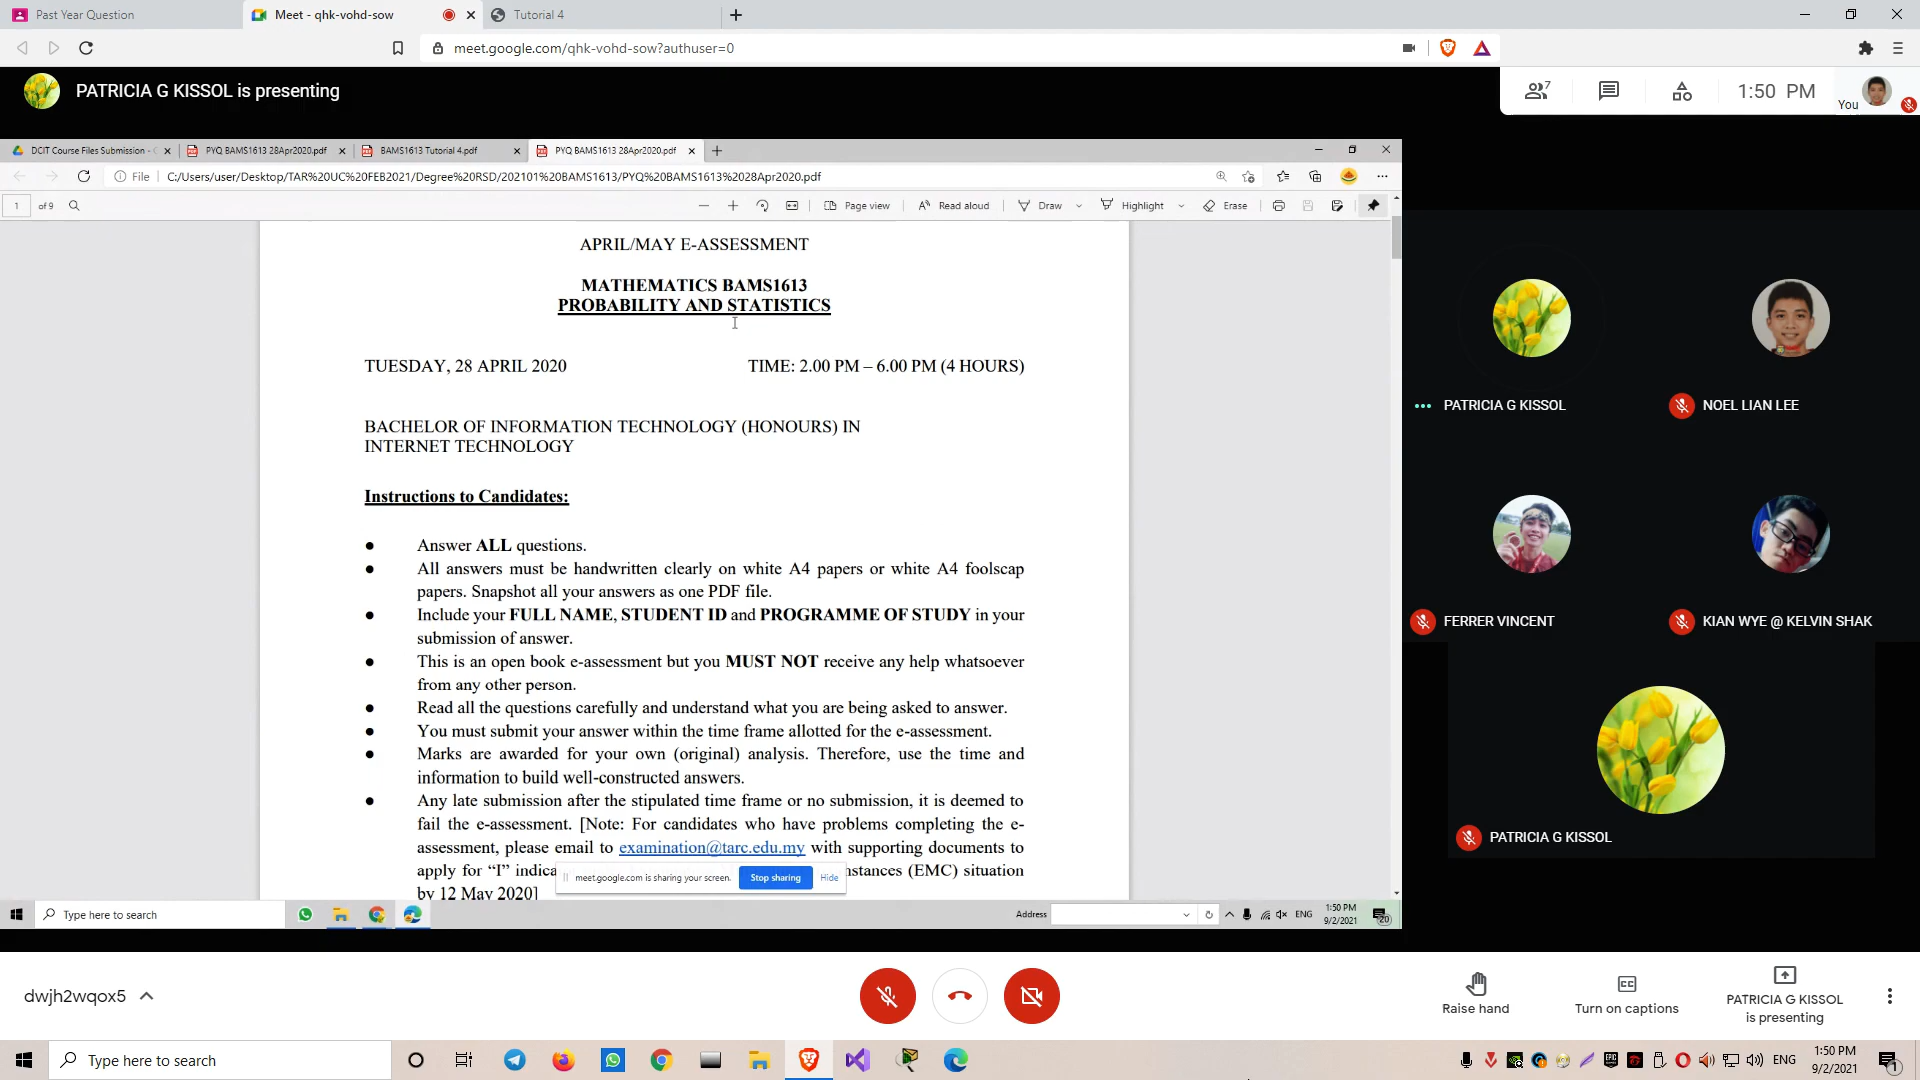 Past Year Question
Meet - qhk-vohd-sow
Tutorial 4
meet.google.com/qhk-vohd-sow?authuser=0
PATRICIA G KISSOL is presenting
7
1:50 PM
You
DCIT Course Files Submission -
PYQ BAMS1613 28Apr2020.pdf
BAMS1613 Tutorial 4.pdf
PYQ BAMS1613 28Apr2020.pdf
File
C:/Users/user/Desktop/TAR%20UC%20FEB2021/Degree%20RSD/202101%20BAMS1613/PYQ%20BAMS1613%2028Apr2020.pdf
1 of 9
Page view
Read aloud
Draw
Highlight
Erase
APRIL/MAY E-ASSESSMENT
MATHEMATICS BAMS1613
PROBABILITY AND STATISTICS
TUESDAY, 28 APRIL 2020
TIME: 2.00 PM – 6.00 PM (4 HOURS)
BACHELOR OF INFORMATION TECHNOLOGY (HONOURS) IN
INTERNET TECHNOLOGY
Instructions to Candidates:
● Answer ALL questions.
● All answers must be handwritten clearly on white A4 papers or white A4 foolscap
papers. Snapshot all your answers as one PDF file.
● Include your FULL NAME, STUDENT ID and PROGRAMME OF STUDY in your
submission of answer.
● This is an open book e-assessment but you MUST NOT receive any help whatsoever
from any other person.
● Read all the questions carefully and understand what you are being asked to answer.
● You must submit your answer within the time frame allotted for the e-assessment.
● Marks are awarded for your own (original) analysis. Therefore, use the time and
information to build well-constructed answers.
● Any late submission after the stipulated time frame or no submission, it is deemed to
fail the e-assessment. [Note: For candidates who have problems completing the e-
assessment, please email to examination@tarc.edu.my with supporting documents to
apply for “I” indica
nstances (EMC) situation
by 12 May 2020]
meet.google.com is sharing your screen.
Stop sharing
Hide
Type here to search
Address
ENG
1:50 PM
9/2/2021
20
PATRICIA G KISSOL
NOEL LIAN LEE
FERRER VINCENT
KIAN WYE @ KELVIN SHAK
PATRICIA G KISSOL
dwjh2wqox5
Raise hand
Turn on captions
PATRICIA G KISSOL
is presenting
Type here to search
ENG
1:50 PM
9/2/2021
1